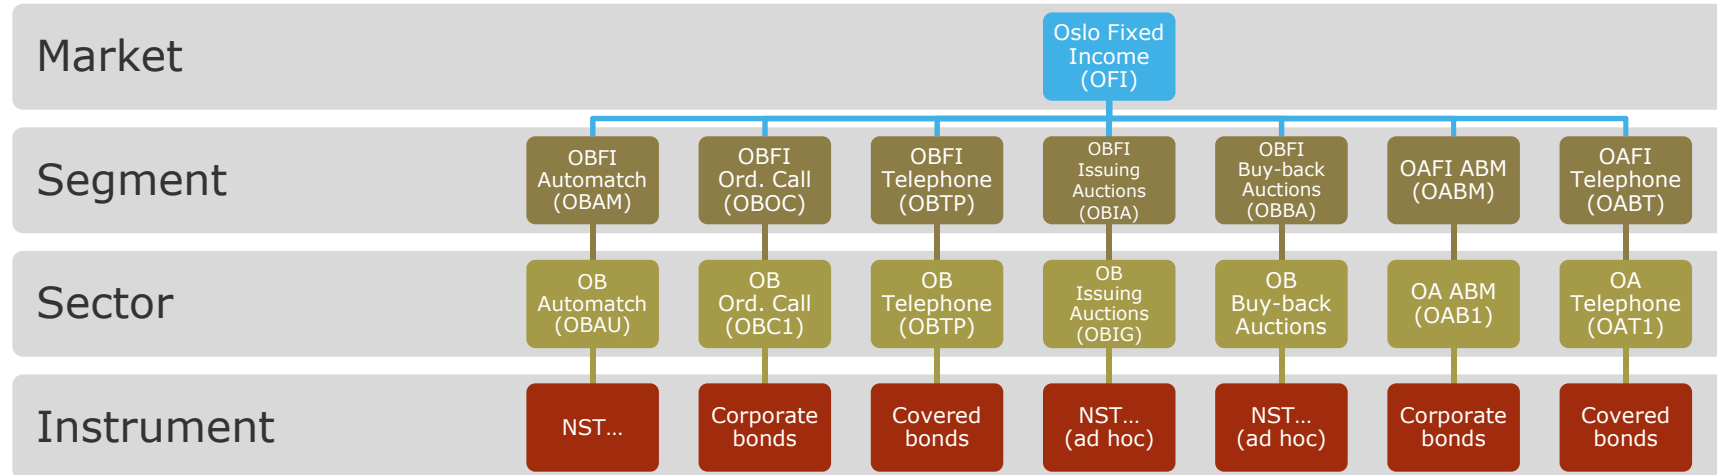 Market
Oslo Fixed
Income
(OFI)
Segment
OBFI
Automatch
(OBAM)
OBFI
Ord. Call
(OBOC)
OBFI
Telephone
(OBTP)
OBFI
Issuing
Auctions
(OBIA)
OBFI
Buy-back
Auctions
(OBBA)
OAFI ABM
(OABM)
OAFI
Telephone
(OABT)
Sector
OB
Automatch
(OBAU)
OB
Ord. Call
(OBC1)
OB
Telephone
(OBTP)
OB
Issuing
Auctions
(OBIG)
OB
Buy-back
Auctions
OA ABM
(OAB1)
OA
Telephone
(OAT1)
Instrument
NST…
Corporate
bonds
Covered
bonds
NST…
(ad hoc)
NST…
(ad hoc)
Corporate
bonds
Covered
bonds